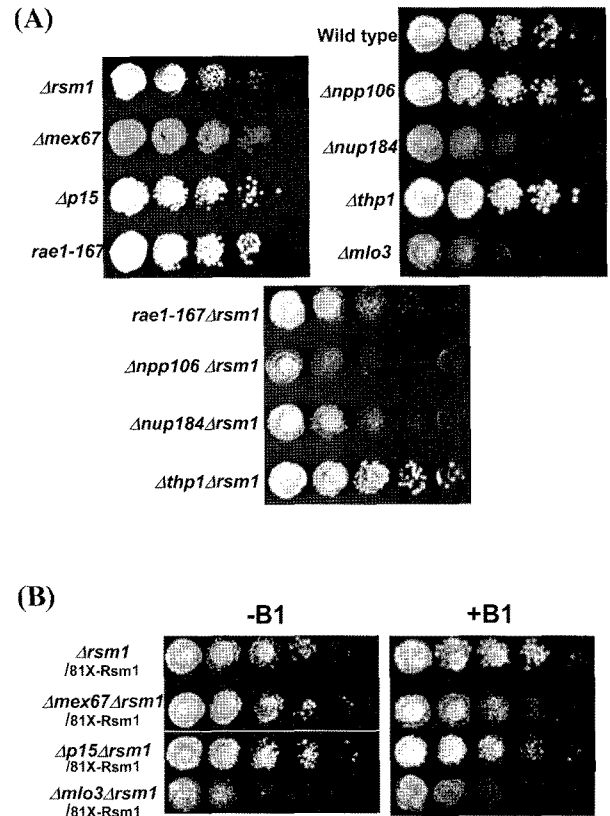 (A)
Δrsm1
Δmex67
Δp15
rae1-167
Wild type
Δnpp106
Δnup184
Δthp1
Δmlo3
rae1-167Δrsm1
Δnpp106 Δrsm1
Δnup184Δrsm1
Δthp1Δrsm1
(B)
-B1
+B1
Δrsm1
/81X-Rsm1
Δmex67Δrsm1
/81X-Rsm1
Δp15Δrsm1
/81X-Rsm1
Δmlo3Δrsm1
/81X-Rsm1